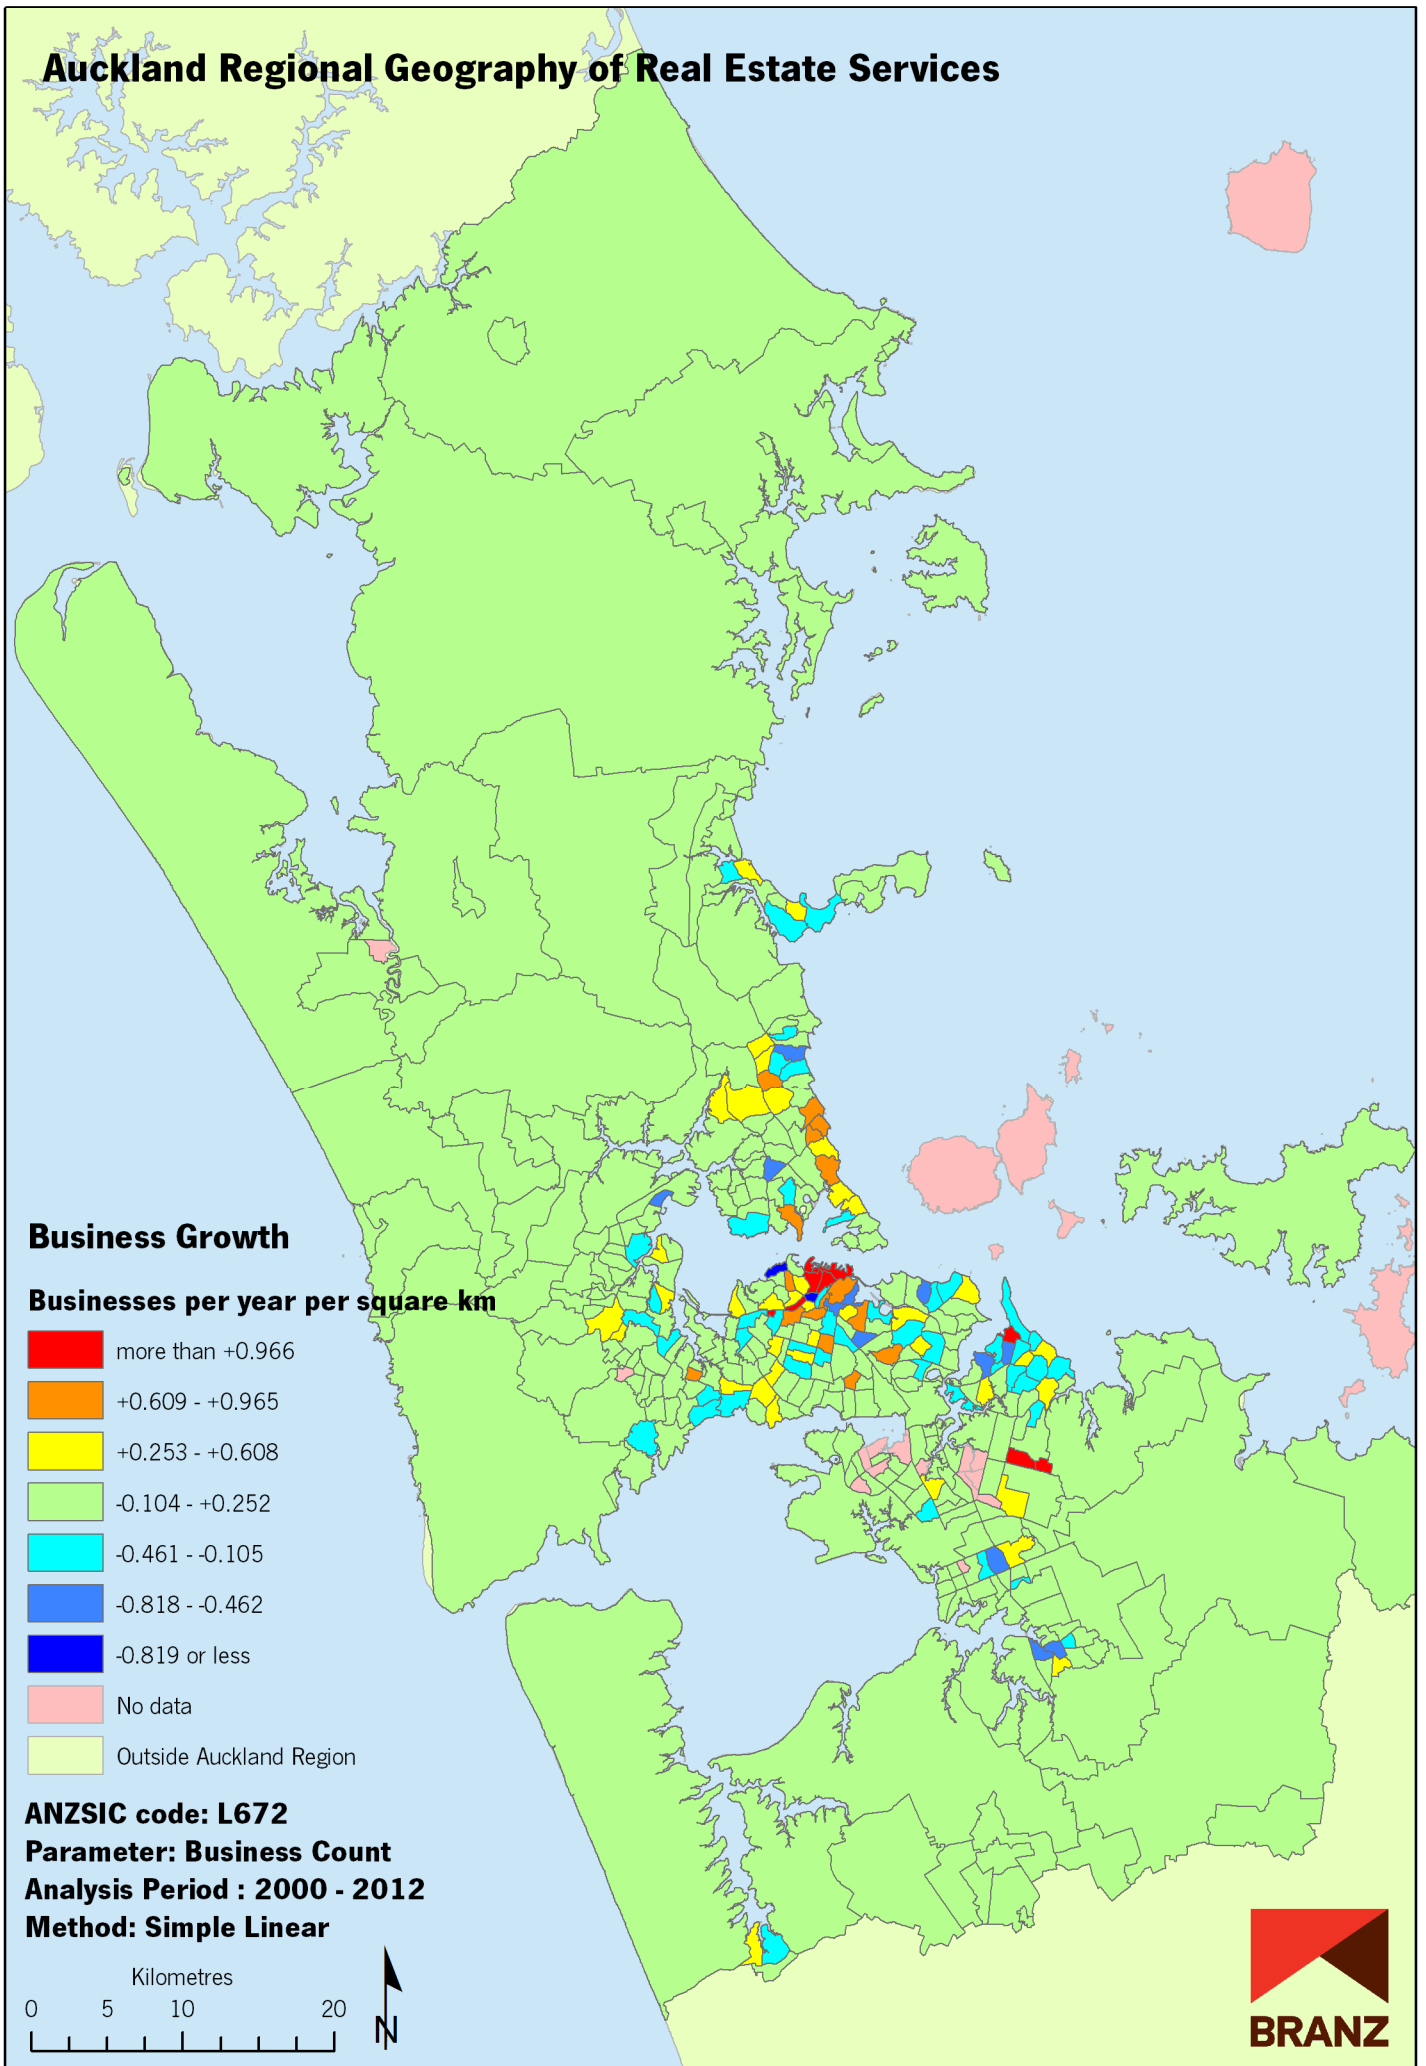 Auckland Regional Geography of Real Estate Services
Business Growth
Businesses per year per square km
more than +0.966
+0.609 - +0.965
+0.253 - +0.608
-0.104 - +0.252
-0.461 - -0.105
-0.818 - -0.462
-0.819 or less
No data
Outside Auckland Region
ANZSIC code: L672
Parameter: Business Count
Analysis Period : 2000 - 2012
Method: Simple Linear
Kilometres
0 5 10 20
N
BRANZ